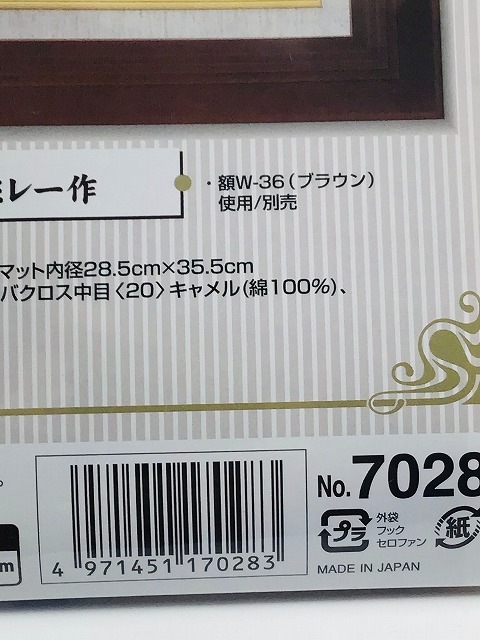 ミレー作
・額W-36(ブラウン)
使用/別売
マット内径28.5cm×35.5cm
バクロス中目〈20〉キャメル(綿100%)、
。
No.7028
プラ
外袋
フック
セロファン
紙
4 971451 170283
MADE IN JAPAN
m